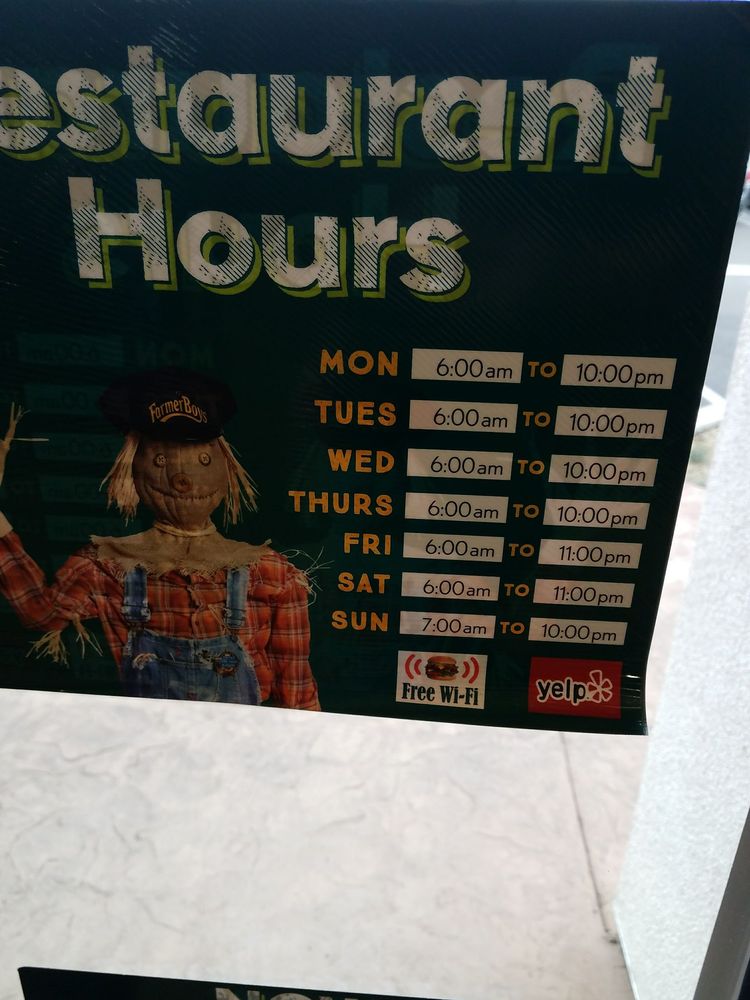 estaurant
Hours
MON 6:00am TO 10:00pm
TUES 6:00am TO 10:00pm
WED 6:00am TO 10:00pm
THURS 6:00am TO 10:00pm
FRI 6:00am TO 11:00pm
SAT 6:00am TO 11:00pm
SUN 7:00am TO 10:00pm
FarmerBoys
Free Wi-Fi
yelp
NOW